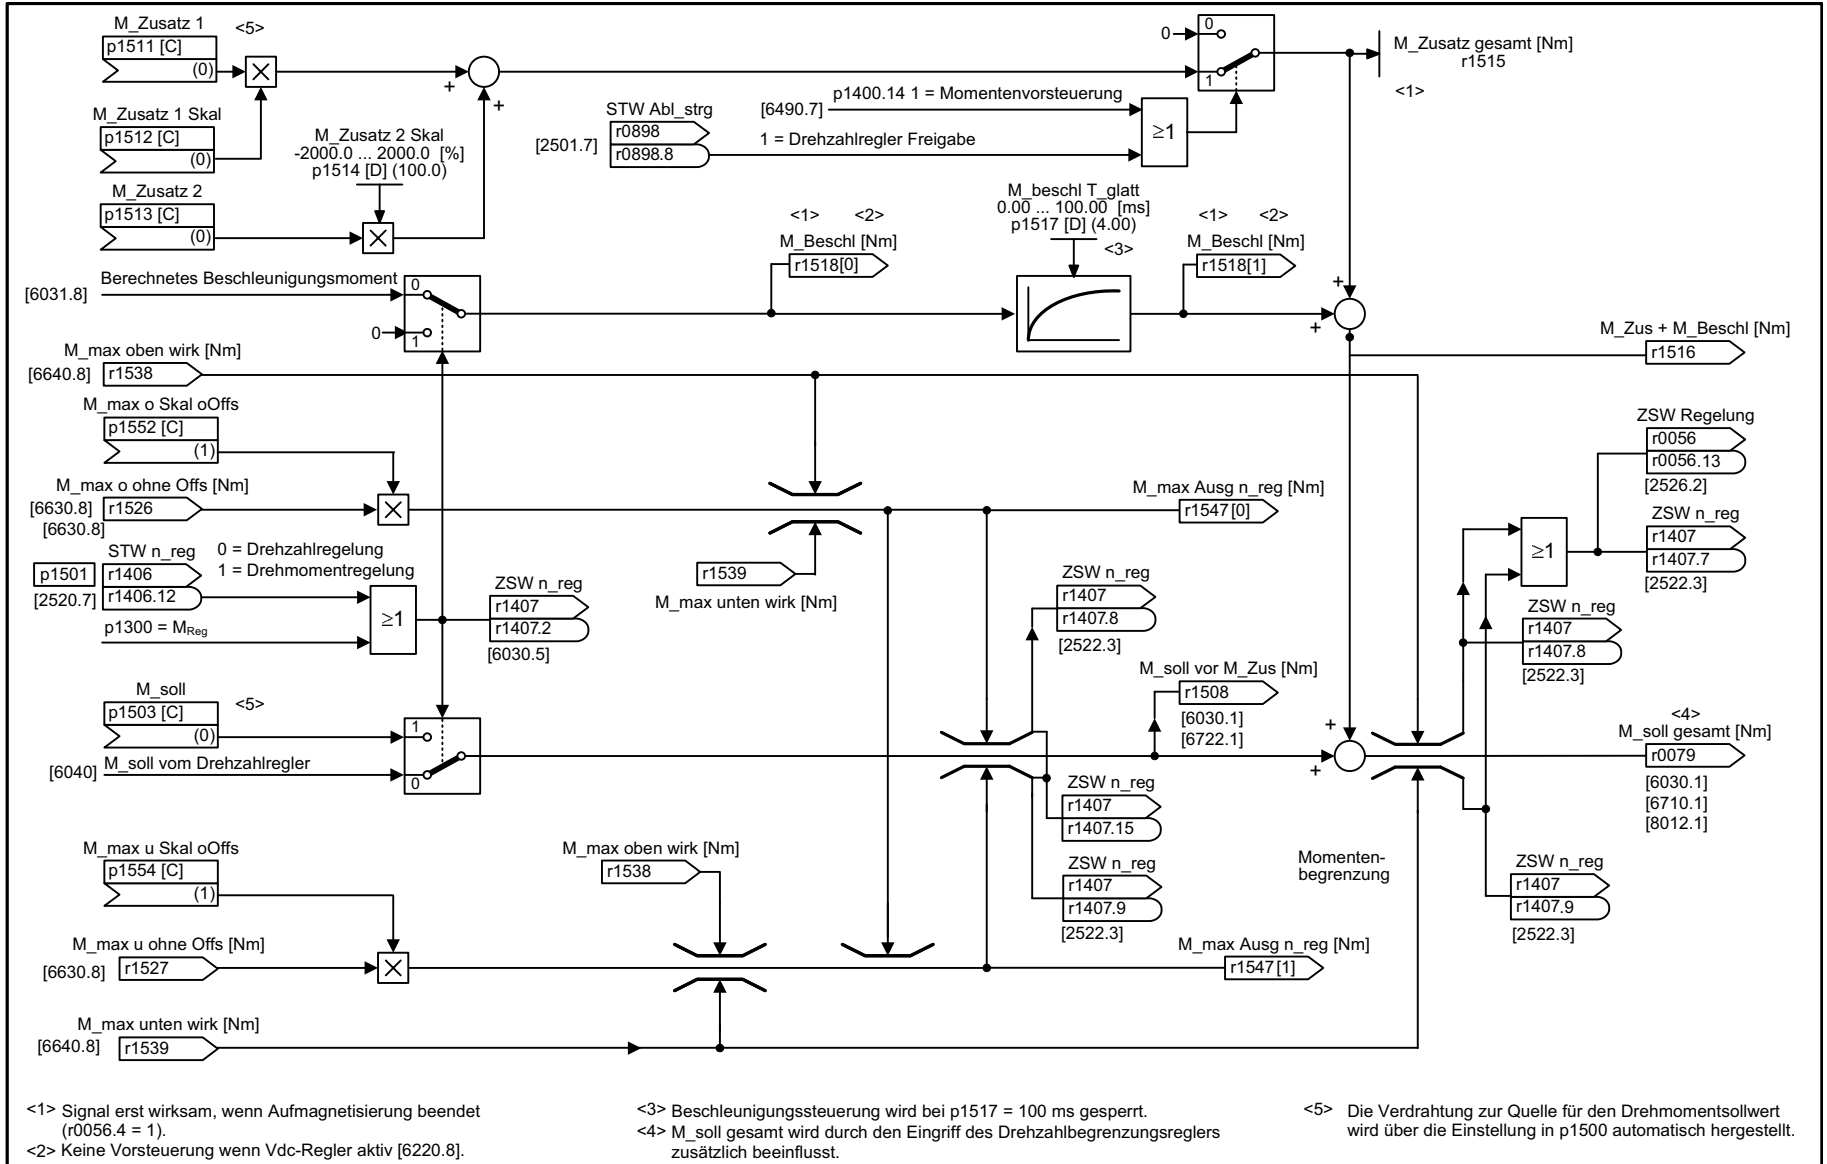 M_Zusatz 1
<5>
p1511 [C]
(0)
M_Zusatz 1 Skal
p1512 [C]
(0)
M_Zusatz 2 Skal
-2000.0 ... 2000.0 [%]
p1514 [D] (100.0)
M_Zusatz 2
p1513 [C]
(0)
+
+
0
0
1
M_Zusatz gesamt [Nm]
r1515
<1>
STW Abl_strg
[2501.7]
r0898
r0898.8
[6490.7]
p1400.14 1 = Momentenvorsteuerung
1 = Drehzahlregler Freigabe
≥1
Berechnetes Beschleunigungsmoment
[6031.8]
0
0
1
<1> <2>
M_Beschl [Nm]
r1518[0]
M_beschl T_glatt
0.00 ... 100.00 [ms]
p1517 [D] (4.00)
<3>
<1> <2>
M_Beschl [Nm]
r1518[1]
+
+
M_Zus + M_Beschl [Nm]
r1516
M_max oben wirk [Nm]
[6640.8]
r1538
M_max o Skal oOffs
p1552 [C]
(1)
M_max o ohne Offs [Nm]
[6630.8]
r1526
[6630.8]
r1539
M_max unten wirk [Nm]
M_max Ausg n_reg [Nm]
r1547[0]
STW n_reg
0 = Drehzahlregelung
1 = Drehmomentregelung
p1501
r1406
[2520.7]
r1406.12
p1300 = MReg
≥1
ZSW n_reg
r1407
r1407.2
[6030.5]
ZSW n_reg
r1407
r1407.8
[2522.3]
ZSW Regelung
r0056
r0056.13
[2526.2]
ZSW n_reg
r1407
r1407.7
[2522.3]
≥1
ZSW n_reg
r1407
r1407.8
[2522.3]
M_soll
<5>
p1503 [C]
(0)
[6040]
M_soll vom Drehzahlregler
1
0
M_soll vor M_Zus [Nm]
r1508
[6030.1]
[6722.1]
+
+
<4>
M_soll gesamt [Nm]
r0079
[6030.1]
[6710.1]
[8012.1]
ZSW n_reg
r1407
r1407.15
ZSW n_reg
r1407
r1407.9
[2522.3]
Momenten-
begrenzung
ZSW n_reg
r1407
r1407.9
[2522.3]
M_max u Skal oOffs
p1554 [C]
(1)
M_max oben wirk [Nm]
r1538
M_max u ohne Offs [Nm]
[6630.8]
r1527
M_max Ausg n_reg [Nm]
r1547[1]
M_max unten wirk [Nm]
[6640.8]
r1539
<1> Signal erst wirksam, wenn Aufmagnetisierung beendet
(r0056.4 = 1).
<2> Keine Vorsteuerung wenn Vdc-Regler aktiv [6220.8].
<3> Beschleunigungssteuerung wird bei p1517 = 100 ms gesperrt.
<4> M_soll gesamt wird durch den Eingriff des Drehzahlbegrenzungsreglers
zusätzlich beeinflusst.
<5> Die Verdrahtung zur Quelle für den Drehmomentsollwert
wird über die Einstellung in p1500 automatisch hergestellt.